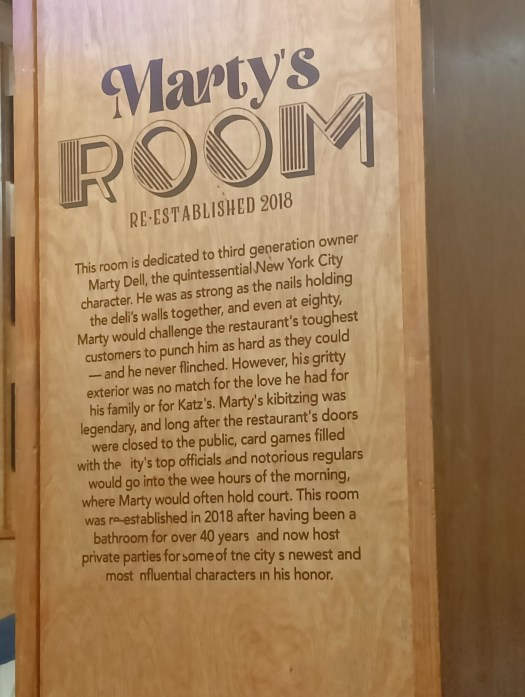 Marty's
ROOM
RE-ESTABLISHED 2018
This room is dedicated to third generation owner
Marty Dell, the quintessential New York City
character. He was as strong as the nails holding
the deli's walls together, and even at eighty,
Marty would challenge the restaurant's toughest
customers to punch him as hard as they could
— and he never flinched. However, his gritty
exterior was no match for the love he had for
his family or for Katz's. Marty's kibitzing was
legendary, and long after the restaurant's doors
were closed to the public, card games filled
with the ity's top officials and notorious regulars
would go into the wee hours of the morning,
where Marty would often hold court. This room
was re-established in 2018 after having been a
bathroom for over 40 years and now host
private parties for some of the city s newest and
most nfluential characters in his honor.